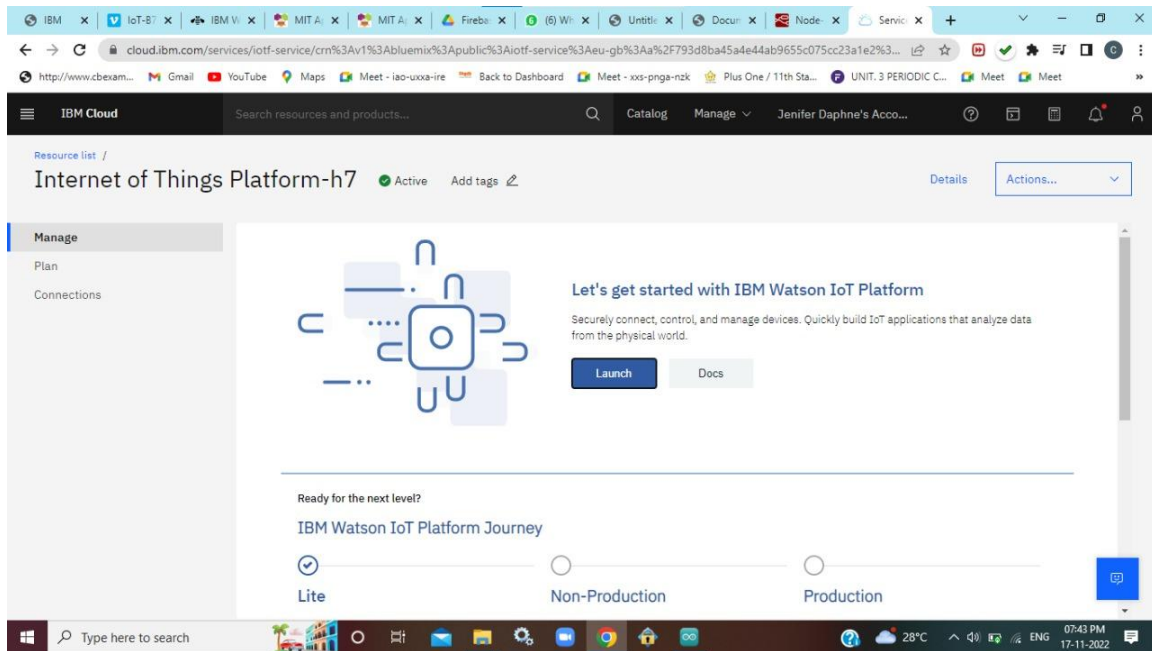 IBM
IoT-B7
IBM W
MIT A
MIT A
Fireba
(6) Wh
Untitle
Docun
Node-
Servic
cloud.ibm.com/services/iotf-service/crn%3Av1%3Abluemix%3Apublic%3Aiotf-service%3Aeu-gb%3Aa%2F793d8ba45a4e44ab9655c075cc23a1e2%3...
http://www.cbexam...
Gmail
YouTube
Maps
Meet - iao-uxxa-ire
Back to Dashboard
Meet - xxs-pnga-nzk
Plus One / 11th Sta...
UNIT. 3 PERIODIC C...
Meet
Meet
IBM Cloud
Search resources and products...
Catalog
Manage
Jenifer Daphne's Acco...
Resource list /
Internet of Things Platform-h7
Active
Add tags
Details
Actions...
Manage
Plan
Connections
Let's get started with IBM Watson IoT Platform
Securely connect, control, and manage devices. Quickly build IoT applications that analyze data
from the physical world.
Launch
Docs
Ready for the next level?
IBM Watson IoT Platform Journey
Lite
Non-Production
Production
Type here to search
28°C
ENG
07:43 PM
17-11-2022